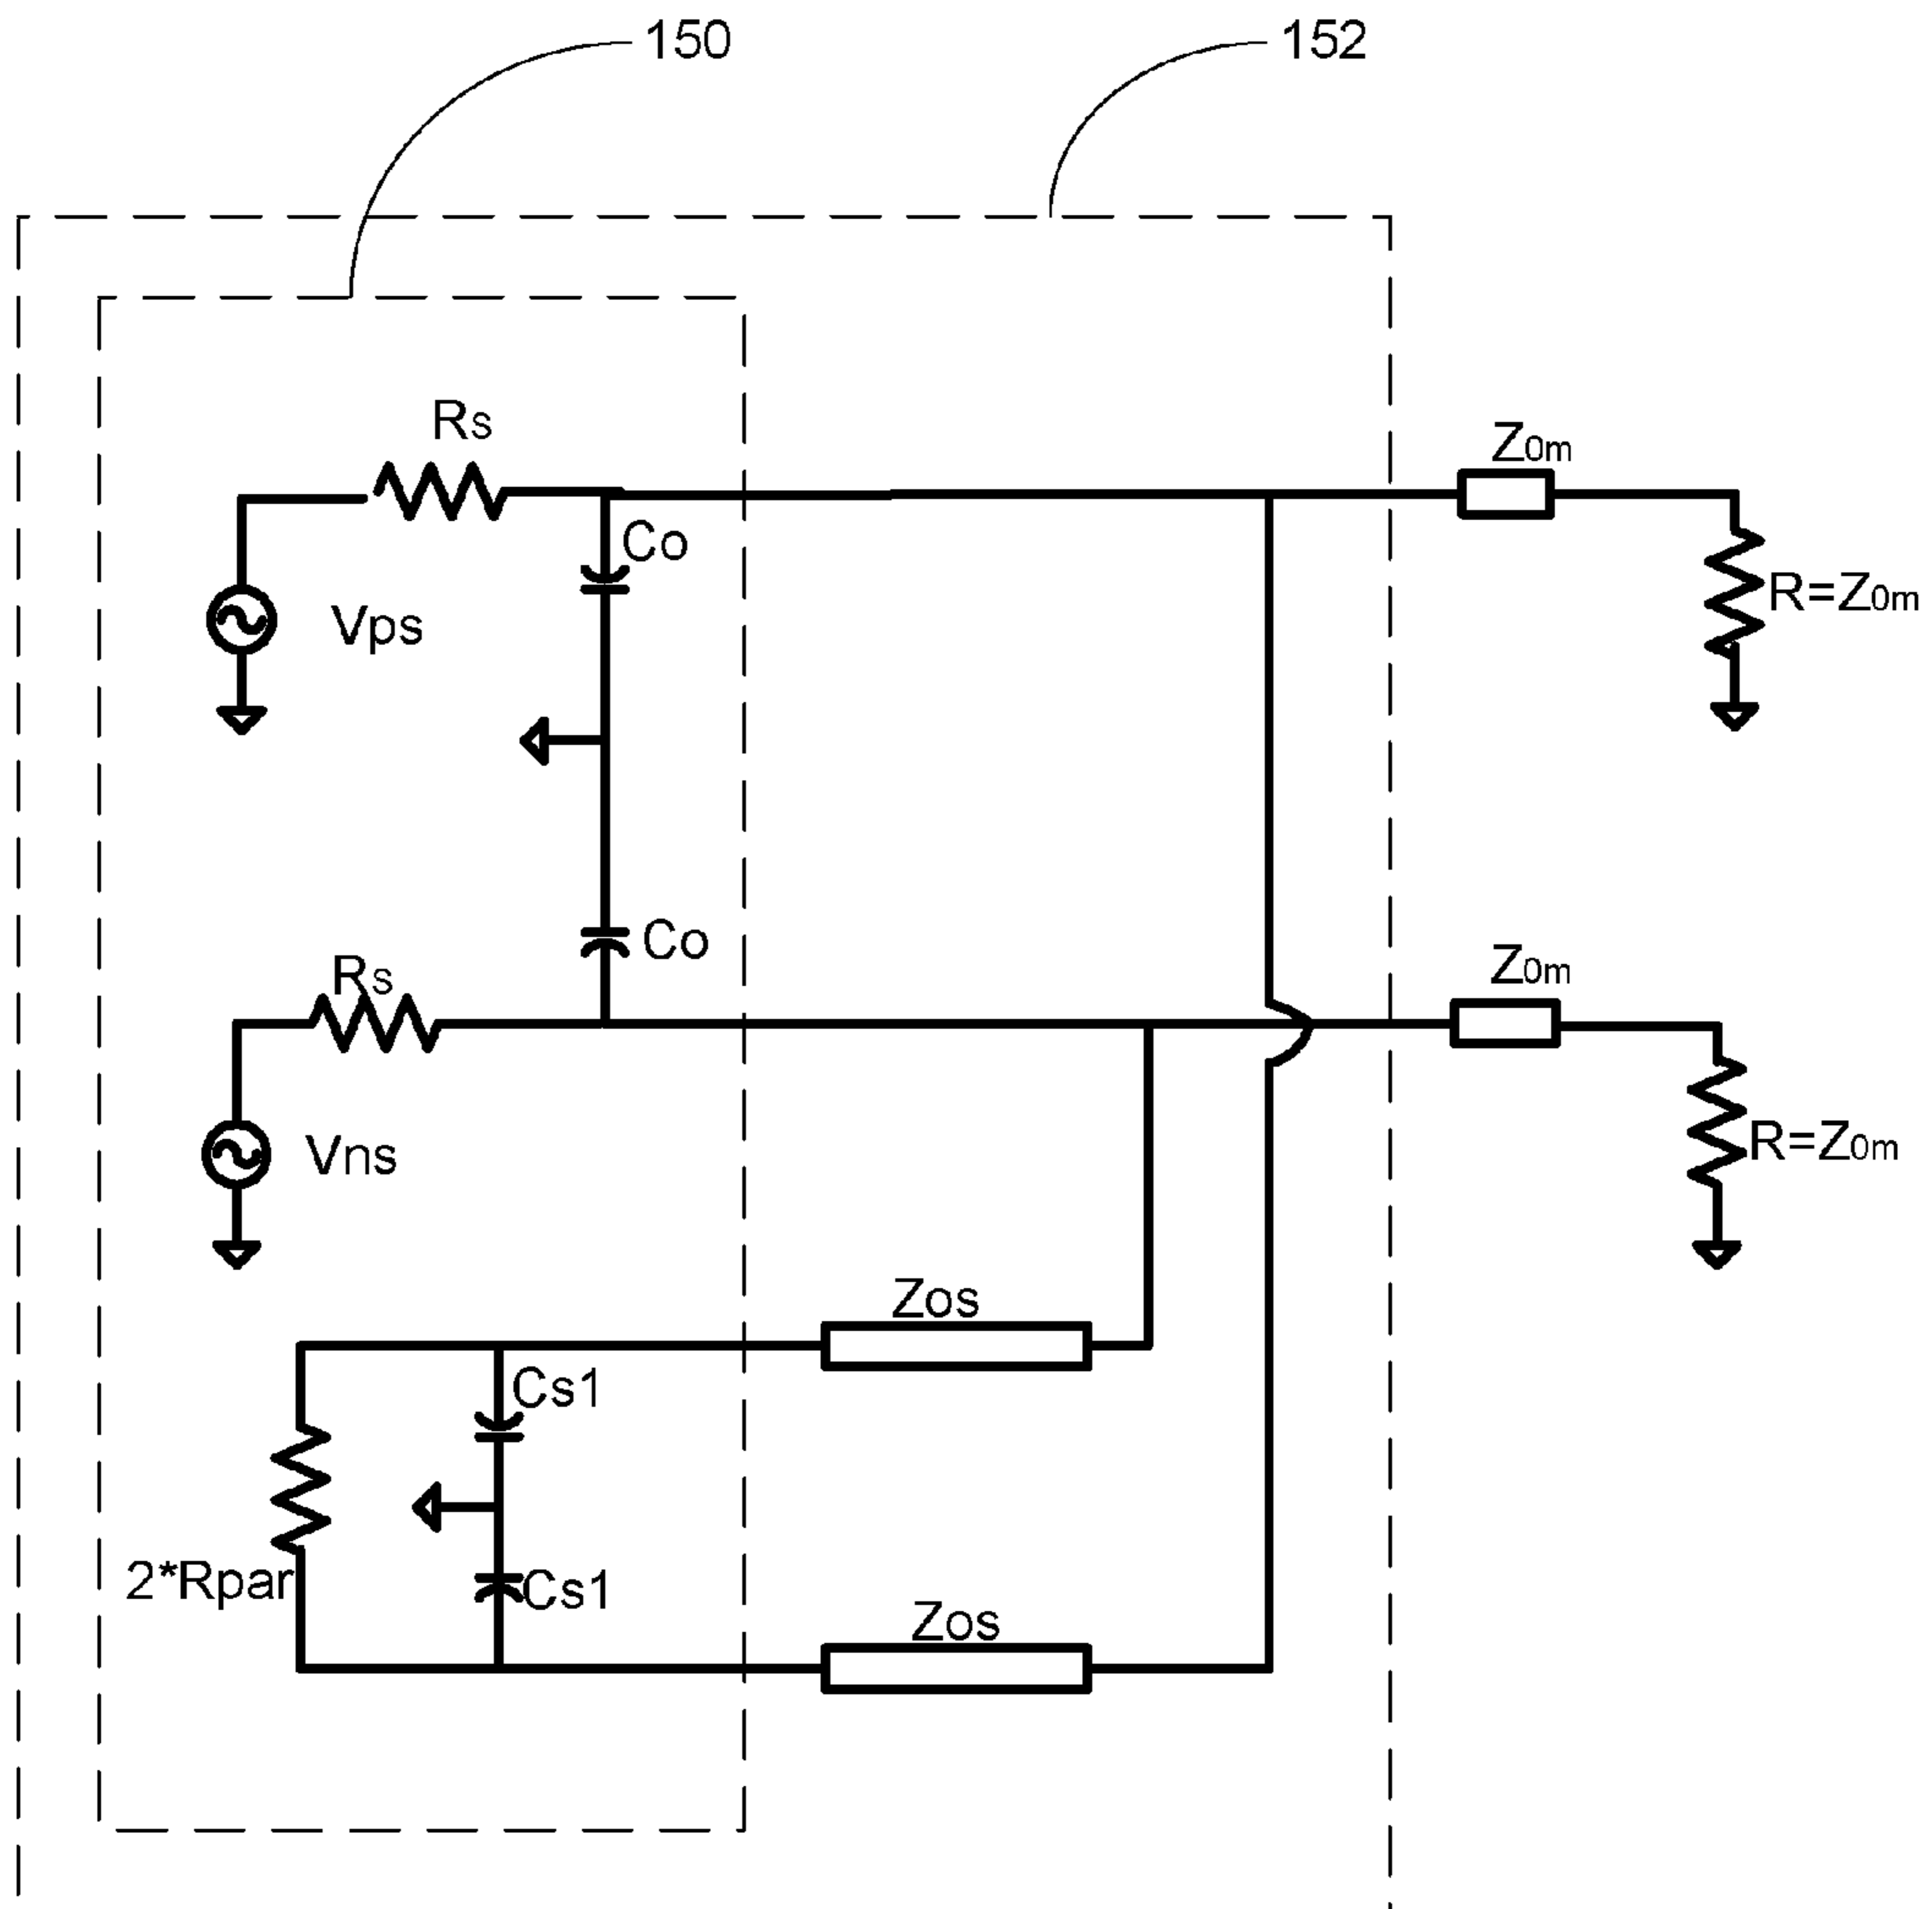 150
152
Rs
Z0m
Co
Vps
R=Z0m
Co
Rs
Z0m
Vns
R=Z0m
Zos
Cs1
2*Rpar
Cs1
Zos